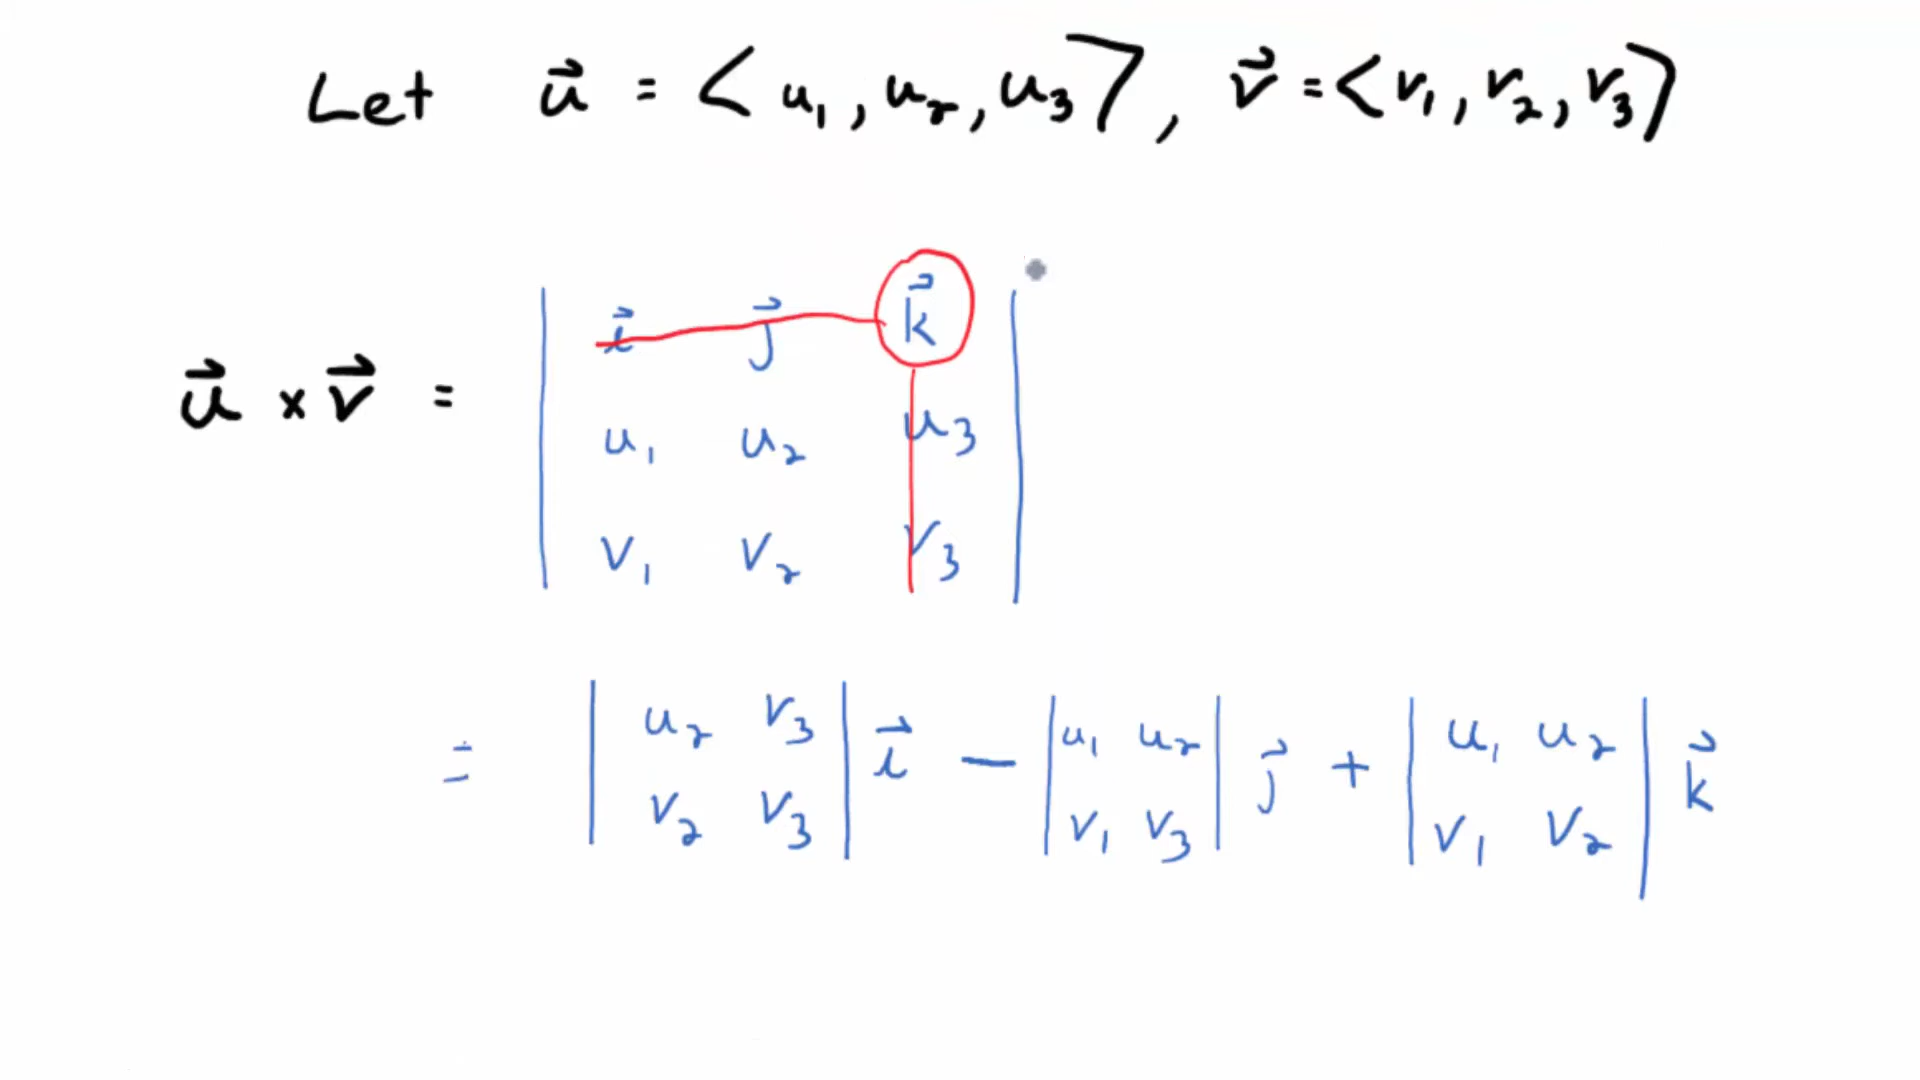 Let u⃗ = <u₁, u₂, u₃>, v⃗ = <v₁, v₂, v₃>
| i⃗ j⃗ k⃗ |
u⃗ × v⃗ = | u₁ u₂ u₃ |
| v₁ v₂ v₃ |
= | u₂ v₃ | i⃗ − | u₁ u₂ | j⃗ + | u₁ u₂ | k⃗
| v₂ v₃ | | v₁ v₃ | | v₁ v₂ |